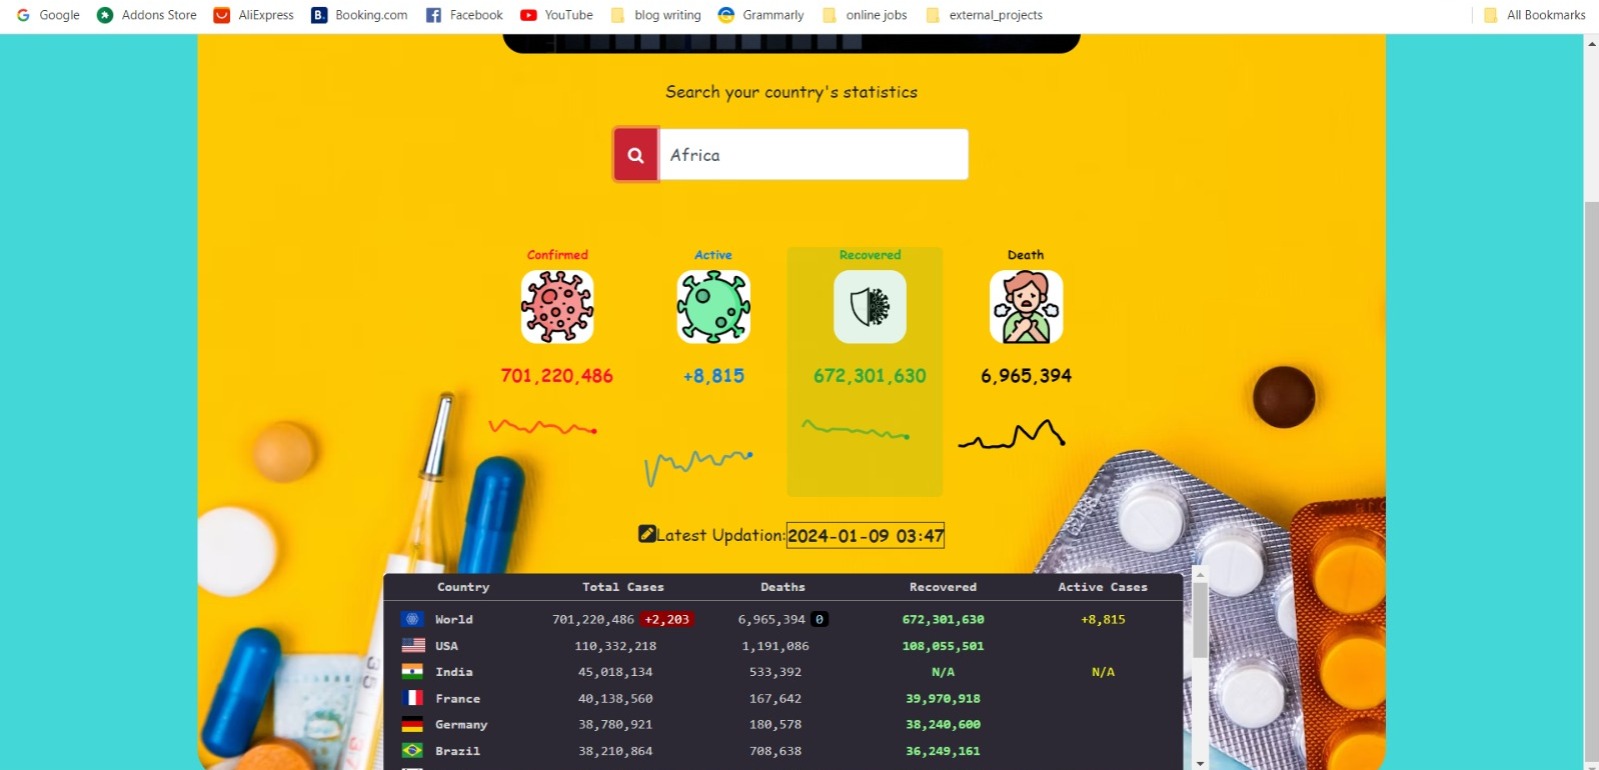 Google Addons Store AliExpress Booking.com Facebook YouTube blog writing Grammarly online jobs external_projects All Bookmarks
Search your country's statistics
Africa
Confirmed Active Recovered Death
701,220,486 +8,815 672,301,630 6,965,394
Latest Updation:2024-01-09 03:47
Country Total Cases Deaths Recovered Active Cases
World 701,220,486 +2,203 6,965,394 0 672,301,630 +8,815
USA 110,332,218 1,191,086 108,055,501
India 45,018,134 533,392 N/A N/A
France 40,138,560 167,642 39,970,918
Germany 38,780,921 180,578 38,240,600
Brazil 38,210,864 708,638 36,249,161